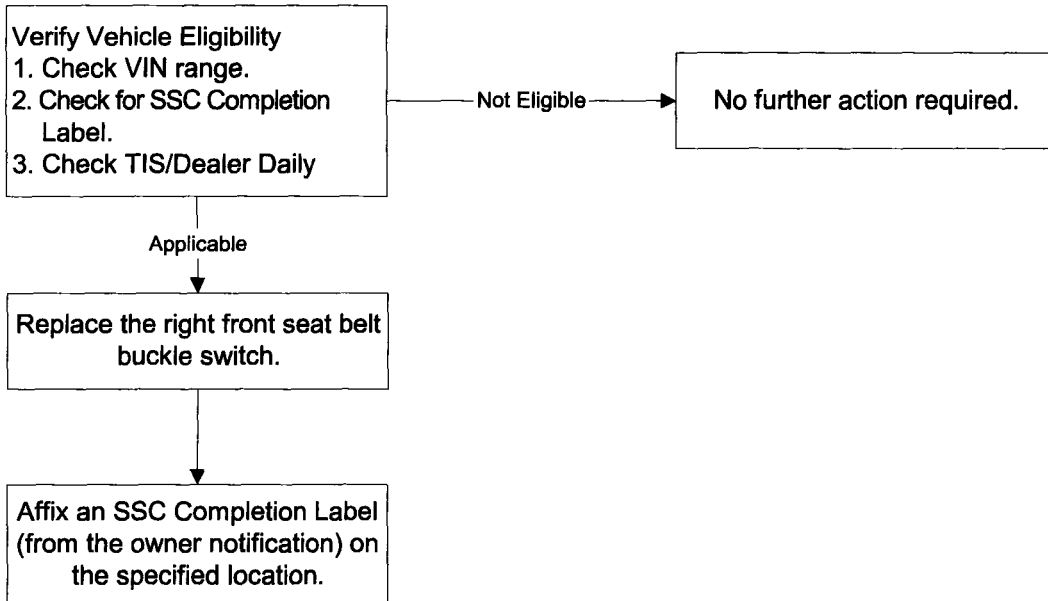 Verify Vehicle Eligibility
1. Check VIN range.
2. Check for SSC Completion
Label.
3. Check TIS/Dealer Daily
Not Eligible
No further action required.
Applicable
Replace the right front seat belt
buckle switch.
Affix an SSC Completion Label
(from the owner notification) on
the specified location.